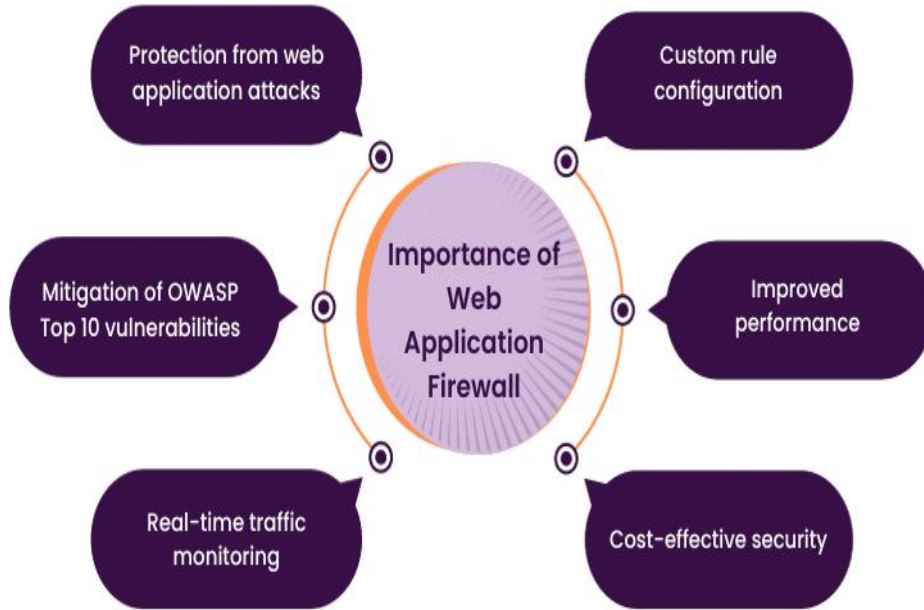 Protection from web
application attacks
Custom rule
configuration
Importance of
Web
Application
Firewall
Mitigation of OWASP
Top 10 vulnerabilities
Improved
performance
Real-time traffic
monitoring
Cost-effective security